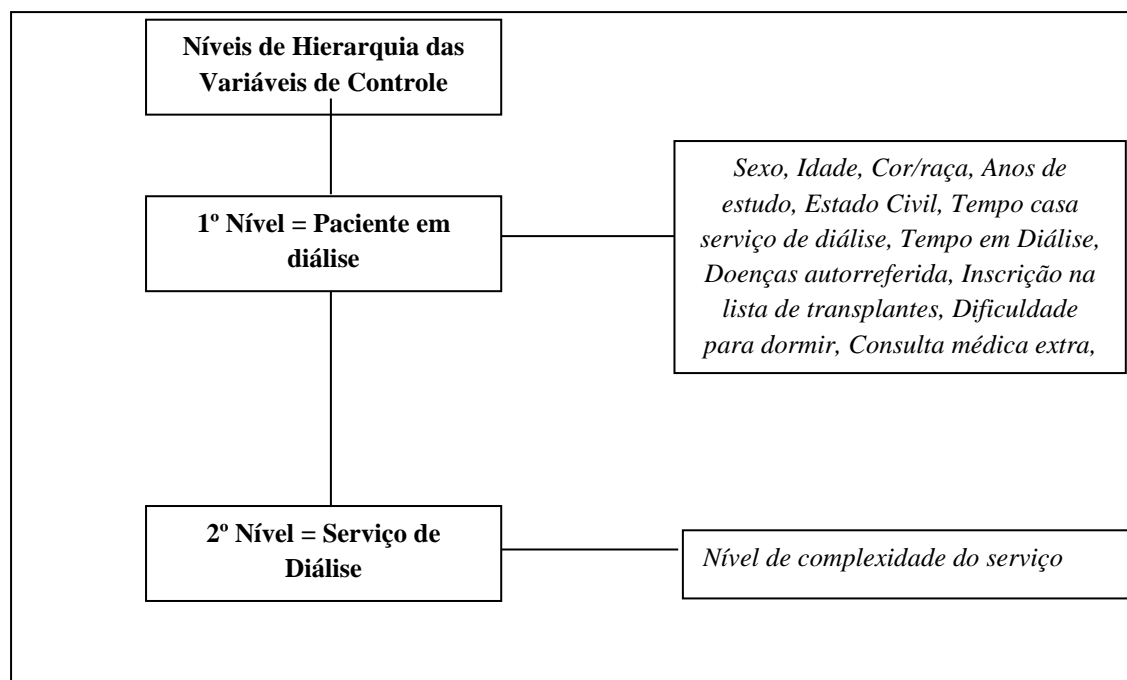 Níveis de Hierarquia das
Variáveis de Controle
1º Nível = Paciente em
diálise
Sexo, Idade, Cor/raça, Anos de
estudo, Estado Civil, Tempo casa
serviço de diálise, Tempo em Diálise,
Doenças autorreferida, Inscrição na
lista de transplantes, Dificuldade
para dormir, Consulta médica extra,
2º Nível = Serviço de
Diálise
Nível de complexidade do serviço